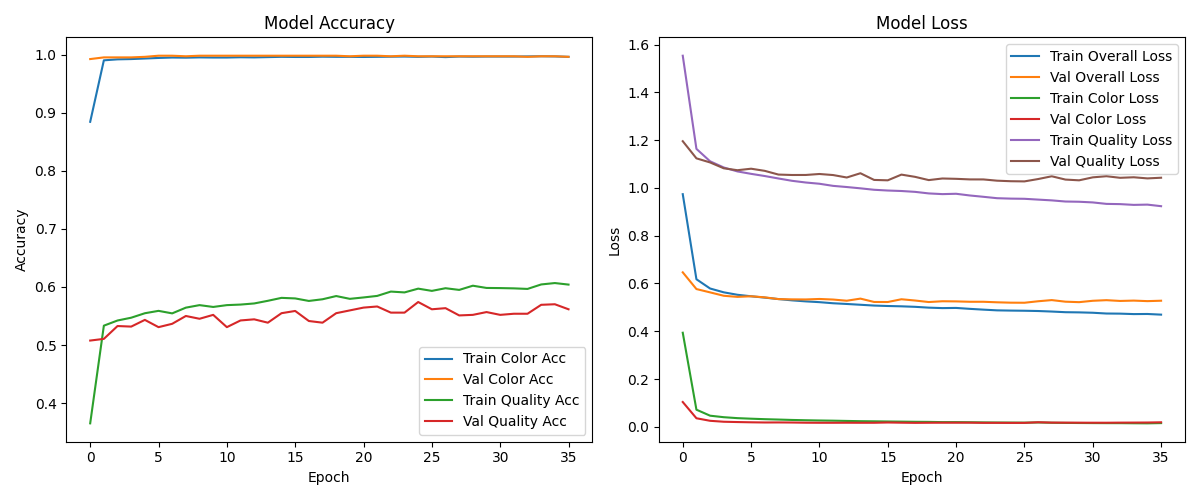 Model Accuracy
Accuracy
1.0
0.9
0.8
0.7
0.6
0.5
0.4
Train Color Acc
Val Color Acc
Train Quality Acc
Val Quality Acc
0 5 10 15 20 25 30 35
Epoch
Model Loss
Loss
1.6
1.4
1.2
1.0
0.8
0.6
0.4
0.2
0.0
Train Overall Loss
Val Overall Loss
Train Color Loss
Val Color Loss
Train Quality Loss
Val Quality Loss
0 5 10 15 20 25 30 35
Epoch